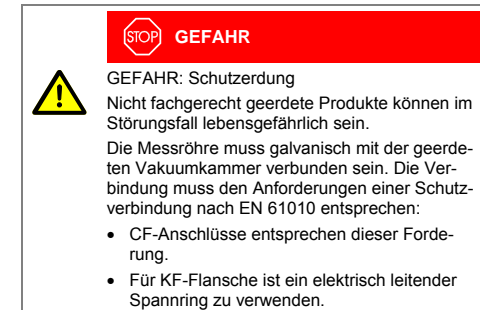 STOP GEFAHR
GEFAHR: Schutzerdung
Nicht fachgerecht geerdete Produkte können im
Störungsfall lebensgefährlich sein.
Die Messröhre muss galvanisch mit der geerde-
ten Vakuumkammer verbunden sein. Die Ver-
bindung muss den Anforderungen einer Schutz-
verbindung nach EN 61010 entsprechen:
• CF-Anschlüsse entsprechen dieser Forde-
rung.
• Für KF-Flansche ist ein elektrisch leitender
Spannring zu verwenden.